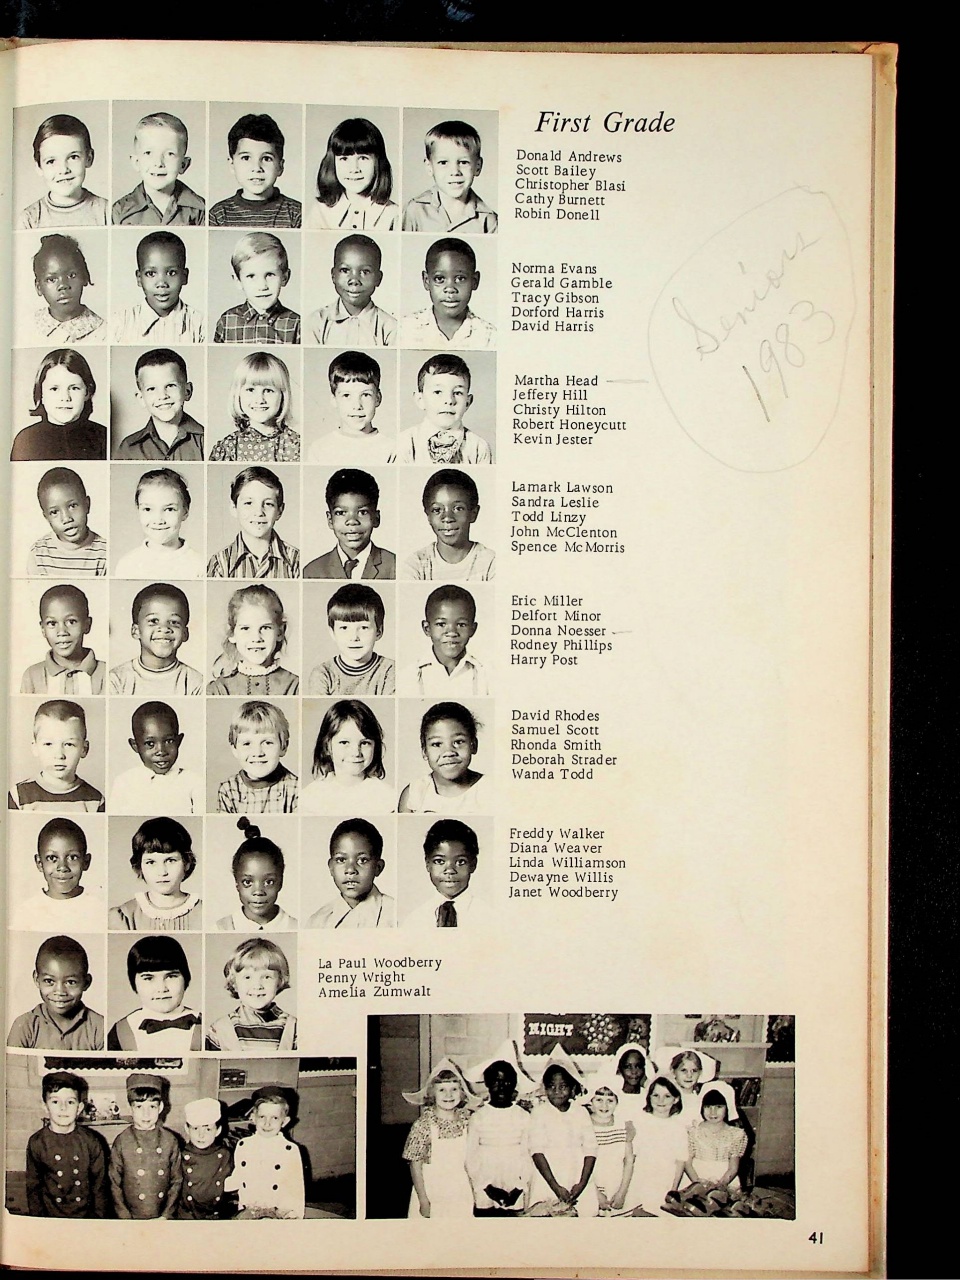 First Grade
Donald Andrews
Scott Bailey
Christopher Blasi
Cathy Burnett
Robin Donell
Norma Evans
Gerald Gamble
Tracy Gibson
Dorford Harris
David Harris
Seniors
1983
Martha Head
Jeffery Hill
Christy Hilton
Robert Honeycutt
Kevin Jester
Lamark Lawson
Sandra Leslie
Todd Linzy
John McClenton
Spence McMorris
Eric Miller
Delfort Minor
Donna Noesser
Rodney Phillips
Harry Post
David Rhodes
Samuel Scott
Rhonda Smith
Deborah Strader
Wanda Todd
Freddy Walker
Diana Weaver
Linda Williamson
Dewayne Willis
Janet Woodberry
La Paul Woodberry
Penny Wright
Amelia Zumwalt
NIGHT
41